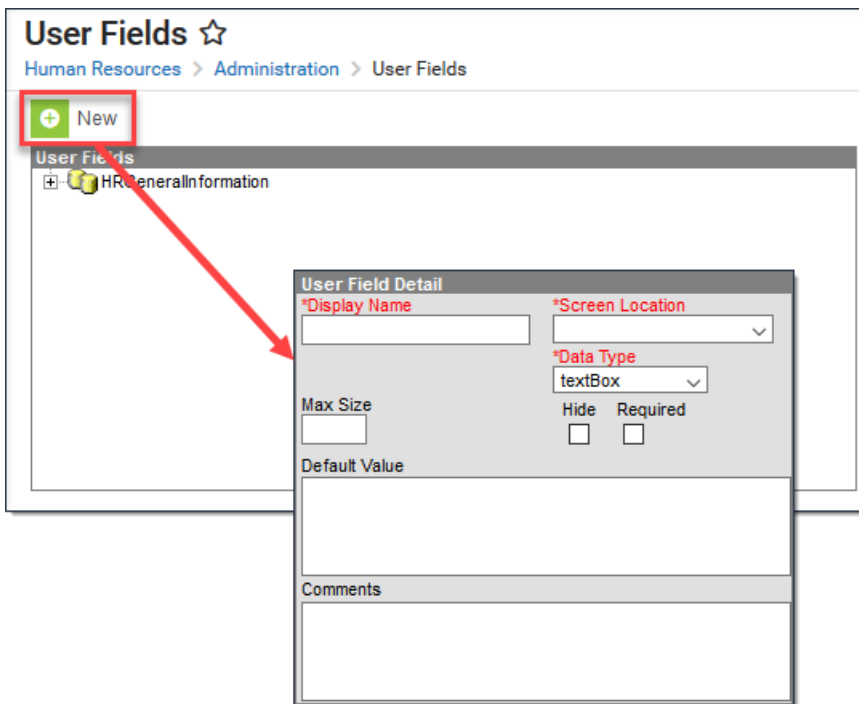 User Fields
Human Resources > Administration > User Fields
New
User Fields
HRGeneralInformation
User Field Detail
*Display Name
*Screen Location
*Data Type
textBox
Max Size
Hide Required
Default Value
Comments